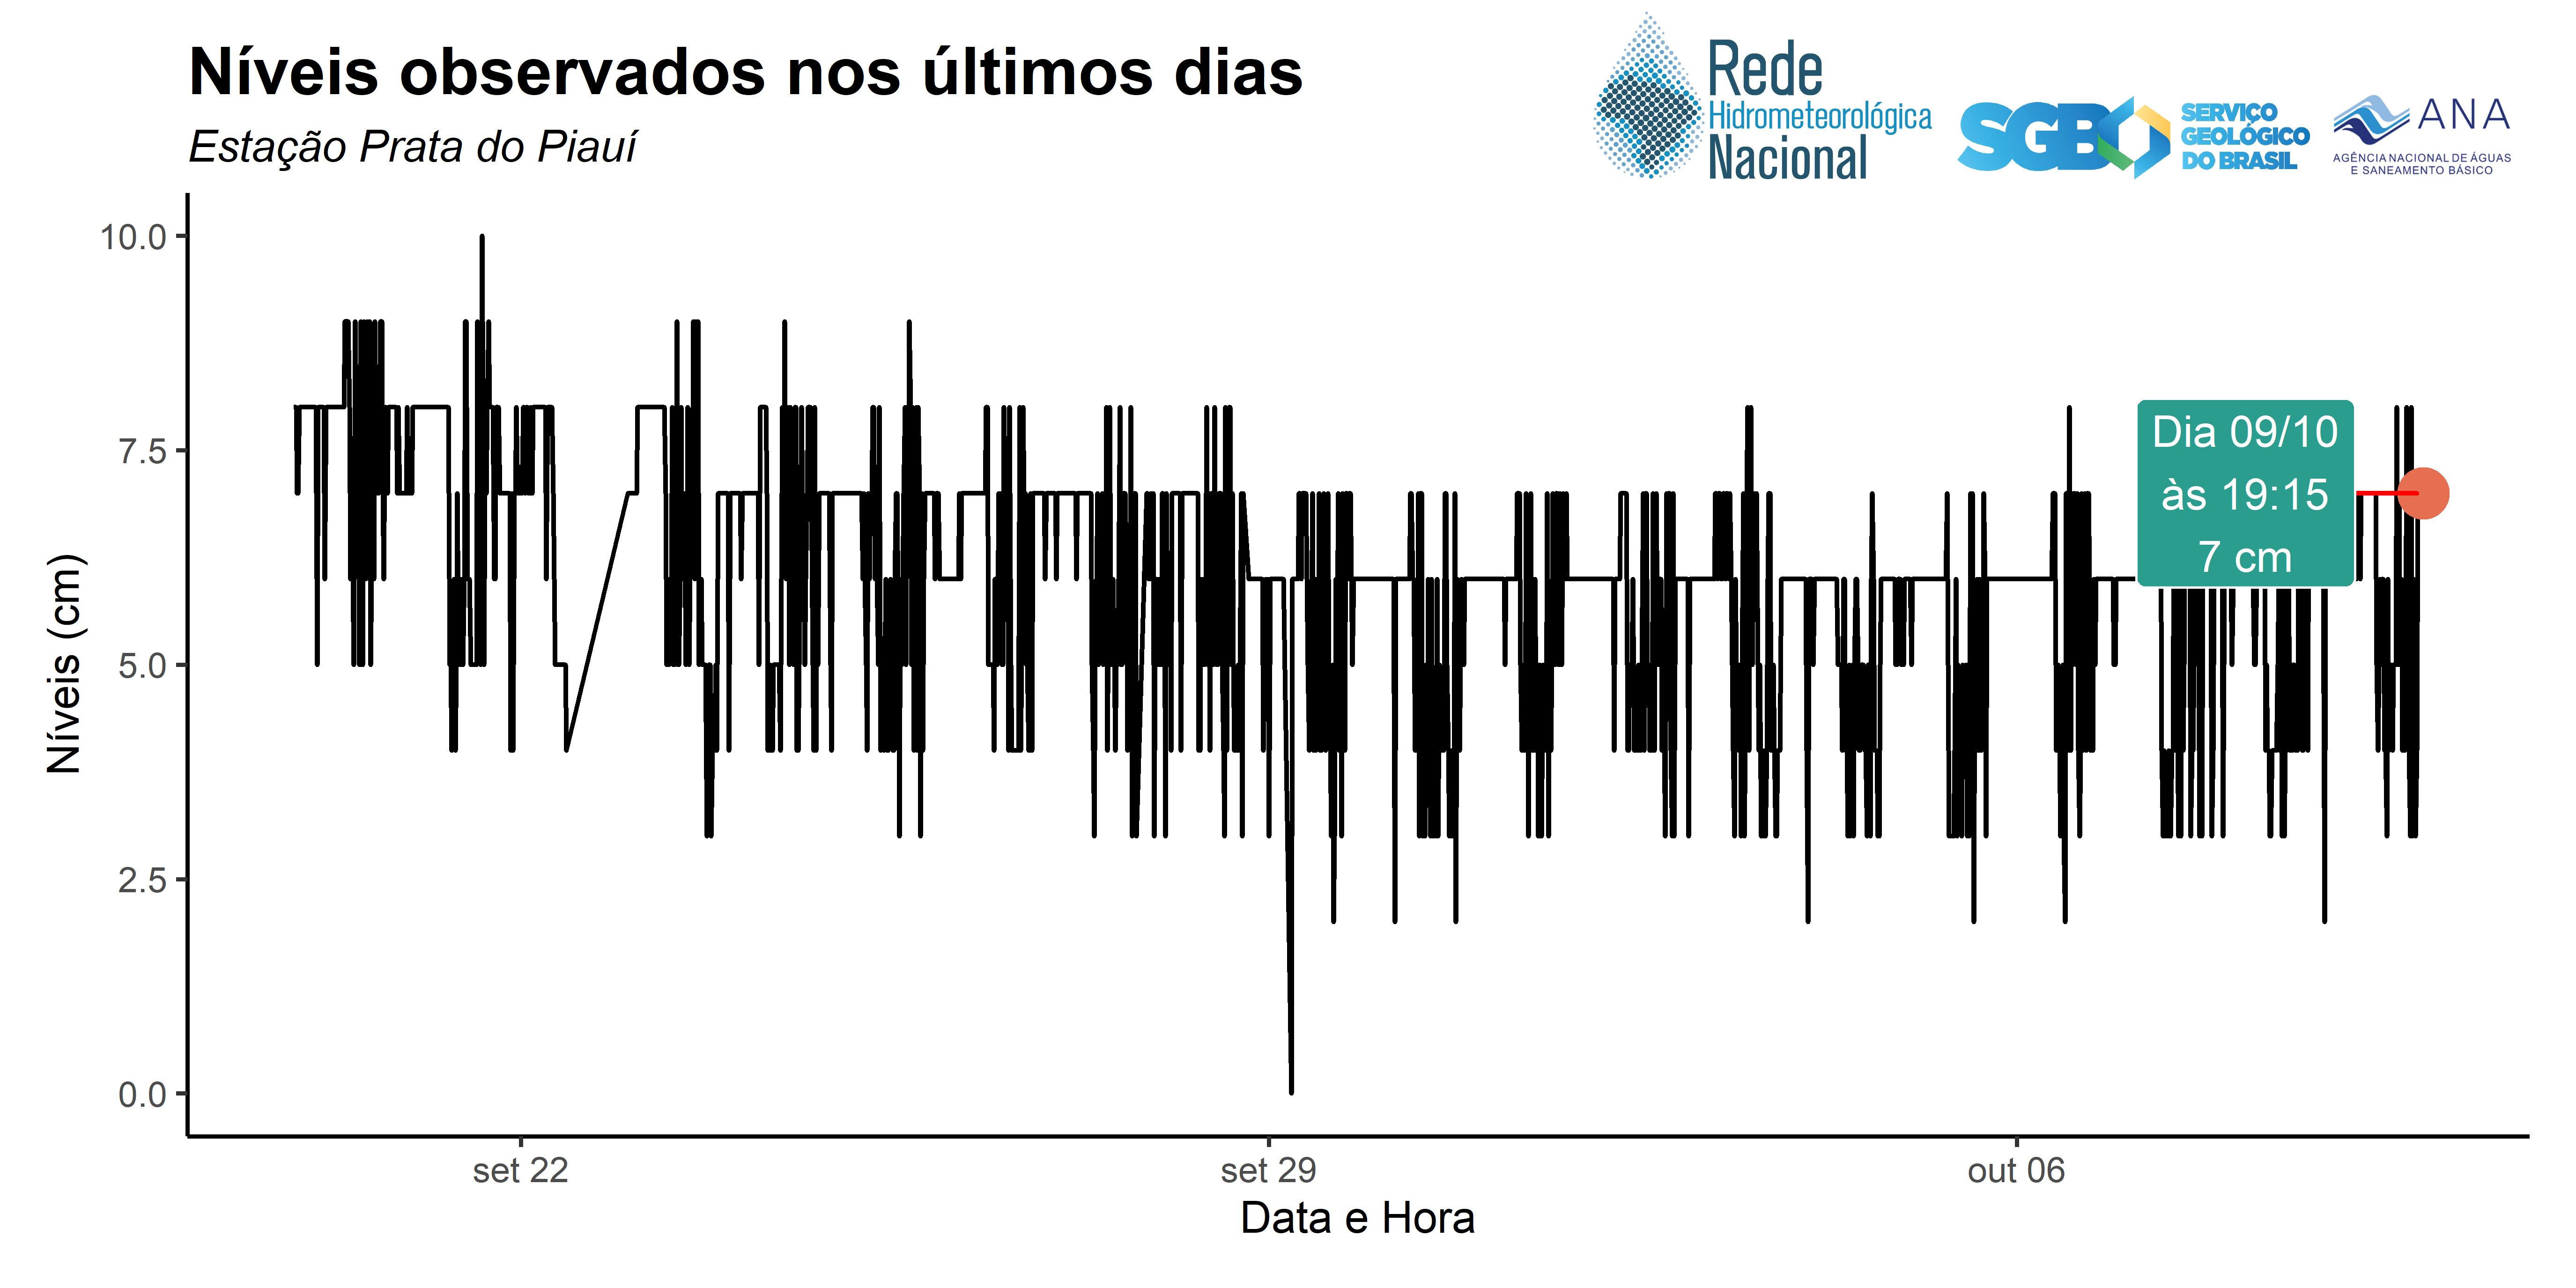 Níveis observados nos últimos dias
Estação Prata do Piauí
Rede
Hidrometeorológica
Nacional
SGB
SERVIÇO
GEOLÓGICO
DO BRASIL
ANA
AGÊNCIA NACIONAL DE ÁGUAS
E SANEAMENTO BÁSICO
Níveis (cm)
10.0
7.5
5.0
2.5
0.0
Dia 09/10
às 19:15
7 cm
set 22
set 29
out 06
Data e Hora